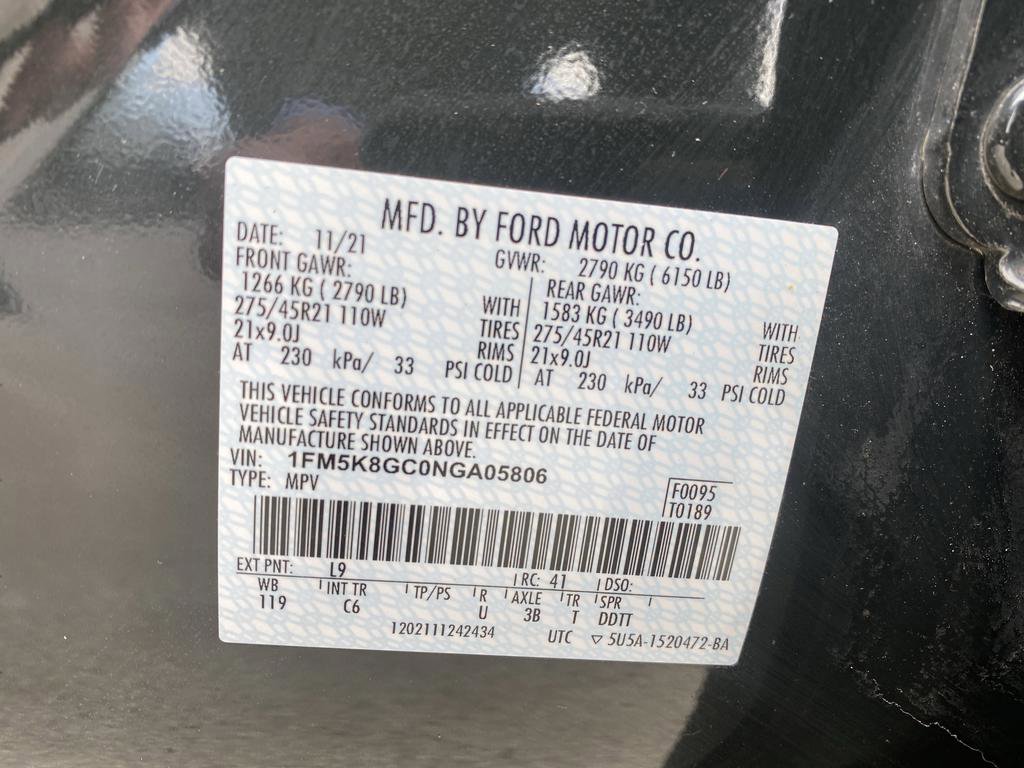 MFD. BY FORD MOTOR CO.
DATE: 11/21 GVWR: 2790 KG ( 6150 LB)
FRONT GAWR: REAR GAWR:
1266 KG ( 2790 LB) WITH 1583 KG ( 3490 LB) WITH
275/45R21 110W TIRES 275/45R21 110W TIRES
21x9.0J RIMS 21x9.0J RIMS
AT 230 kPa/ 33 PSI COLD AT 230 kPa/ 33 PSI COLD
THIS VEHICLE CONFORMS TO ALL APPLICABLE FEDERAL MOTOR
VEHICLE SAFETY STANDARDS IN EFFECT ON THE DATE OF
MANUFACTURE SHOWN ABOVE.
VIN: 1FM5K8GC0NGA05806
TYPE: MPV F0095
T0189
EXT PNT: L9 RC: 41 DSO:
WB INT TR TP/PS R AXLE TR SPR
119 C6 U 3B T DDTT
1202111242434 UTC ▽ 5U5A-1520472-BA